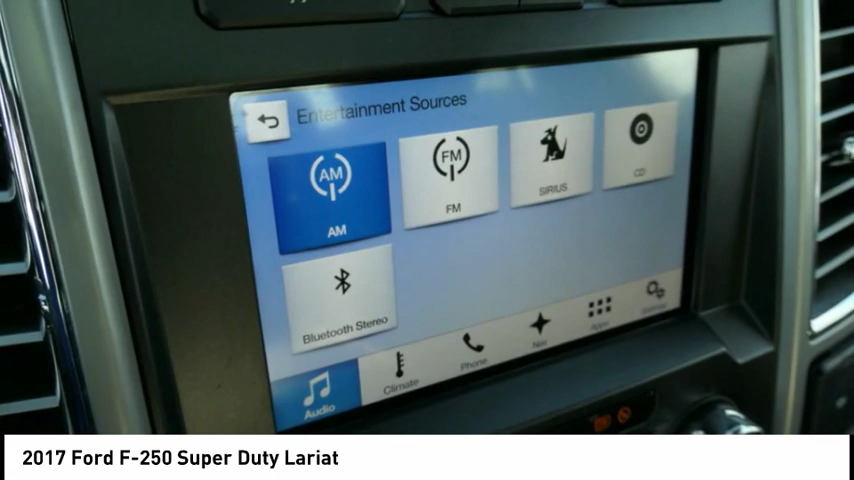 Entertainment Sources
AM
FM
AM
FM
SIRIUS
CD
Bluetooth Stereo
Audio
Climate
Phone
Nav
Apps
Settings
2017 Ford F-250 Super Duty Lariat